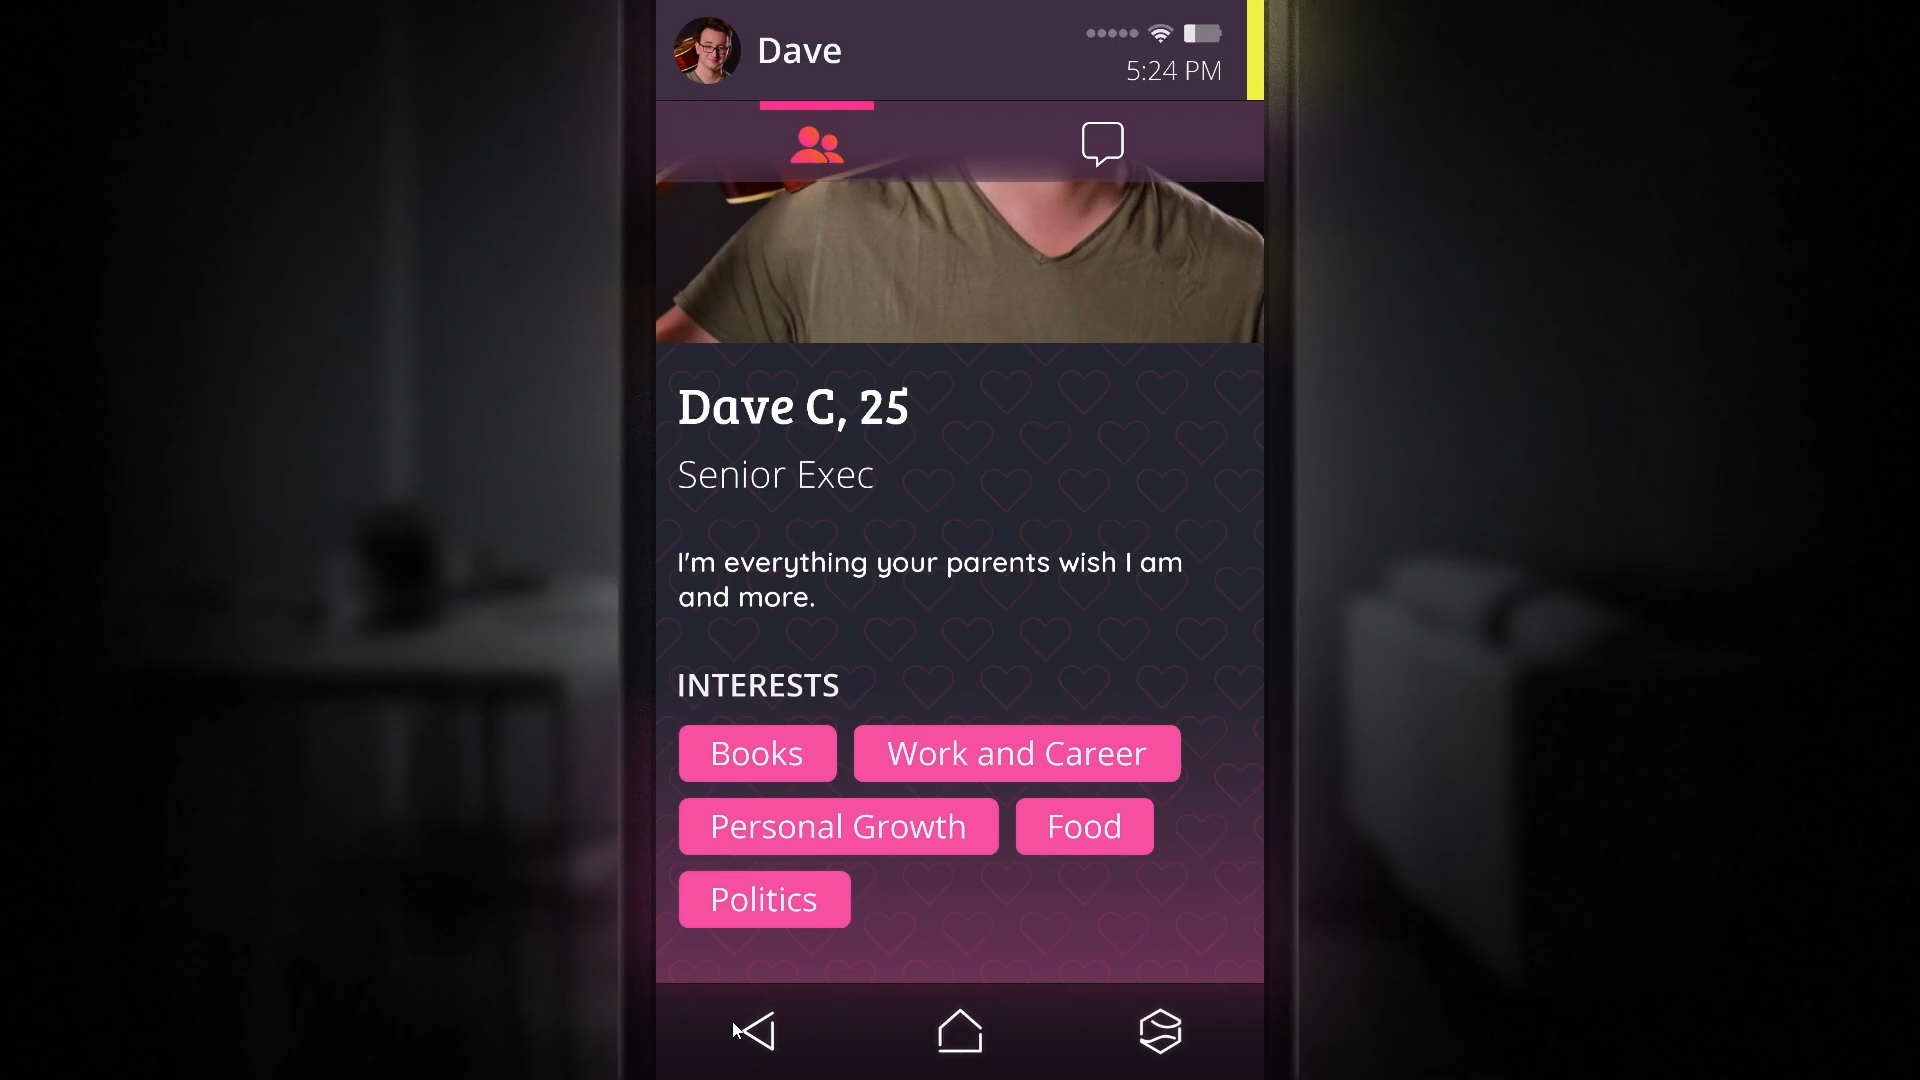 Dave
5:24 PM
Dave C, 25
Senior Exec
I'm everything your parents wish I am
and more.
INTERESTS
Books
Work and Career
Personal Growth
Food
Politics